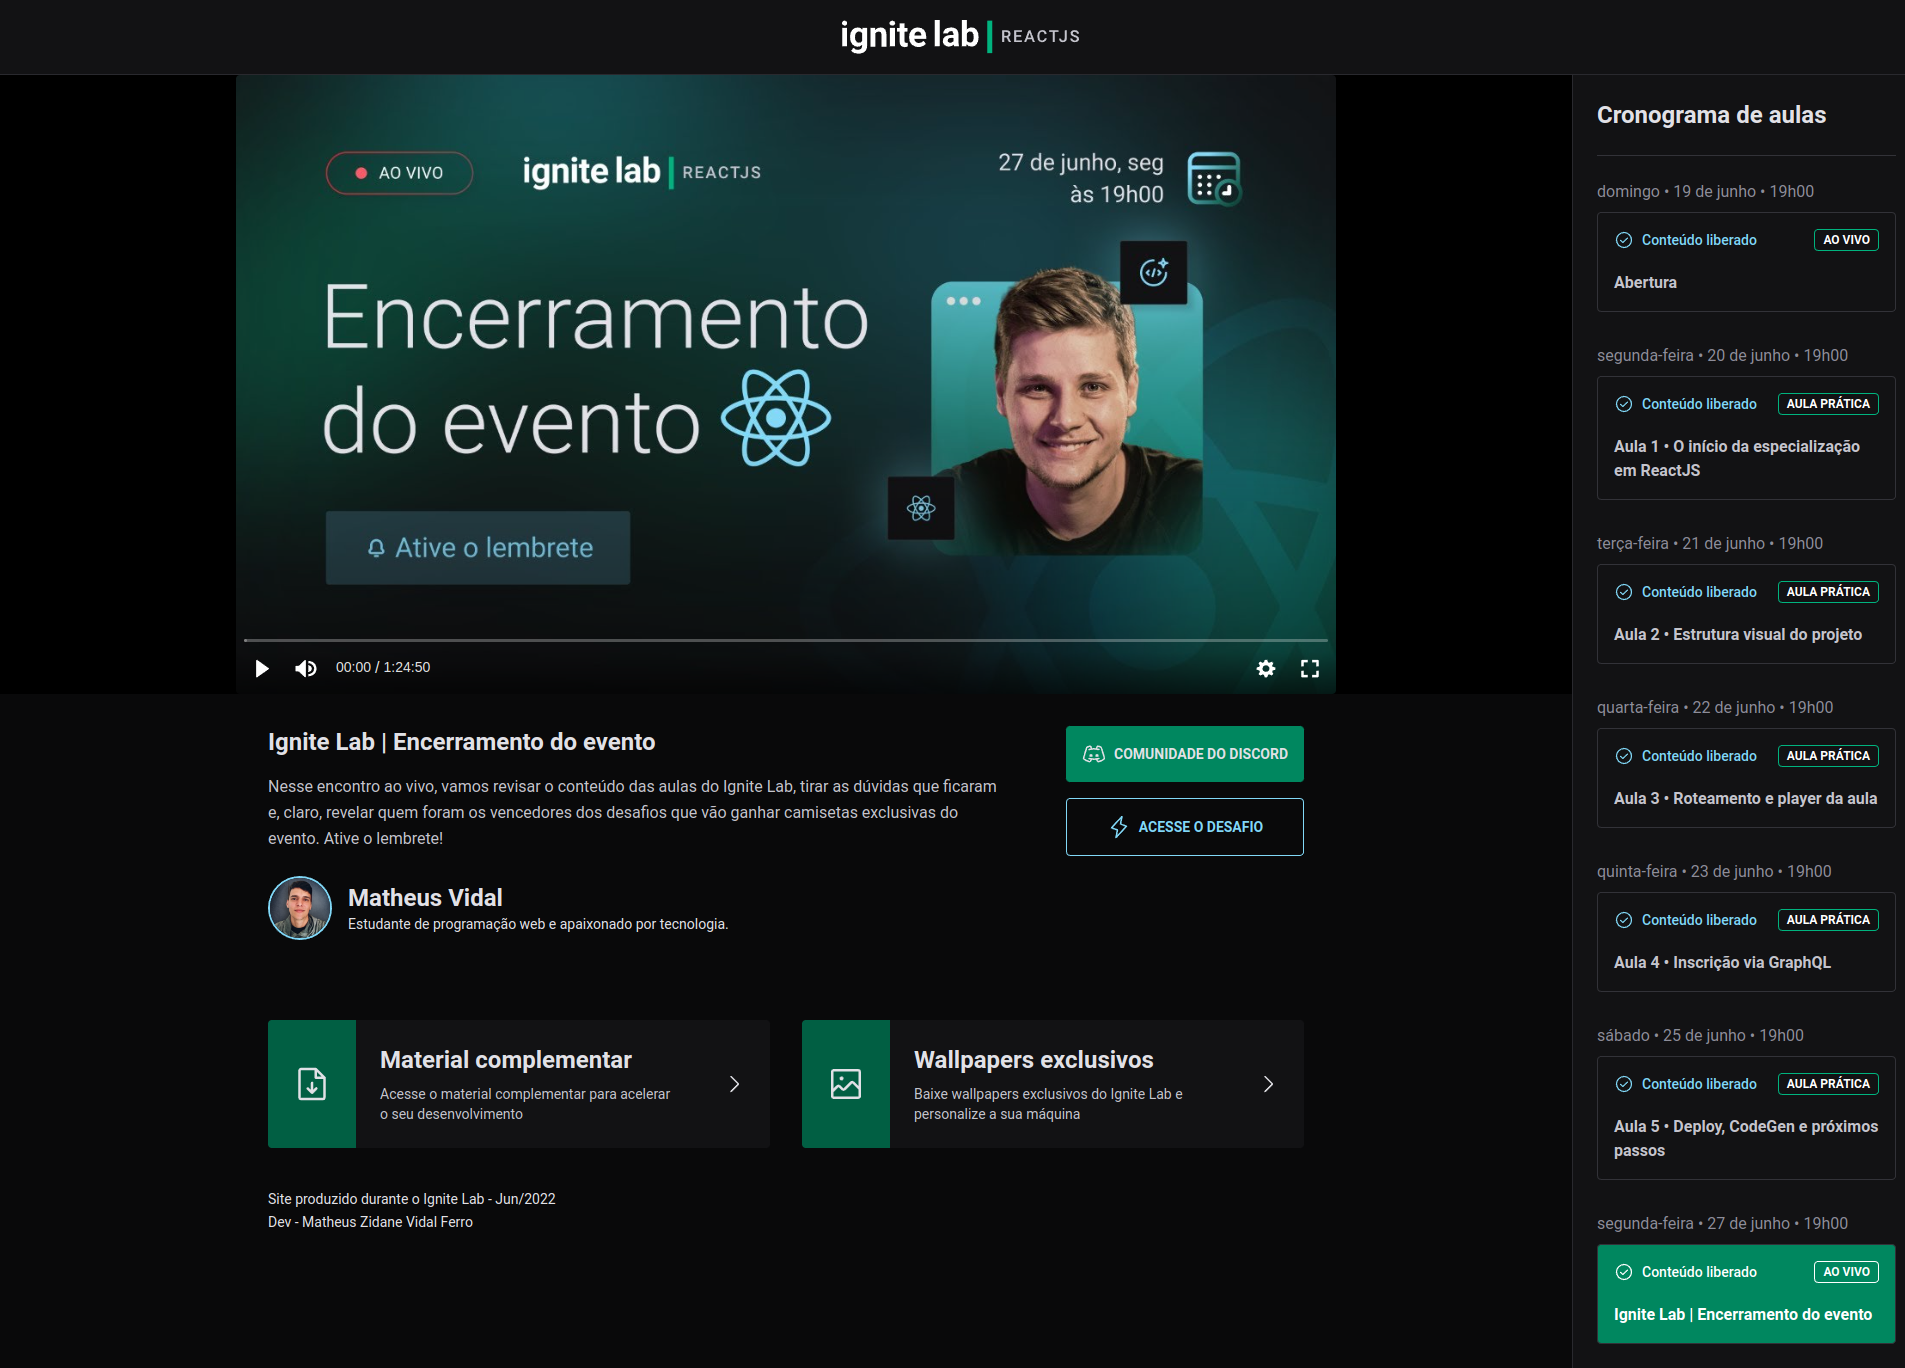 ignite lab | REACTJS
AO VIVO
ignite lab | REACTJS
27 de junho, seg
às 19h00
Encerramento
do evento
Ative o lembrete
00:00 / 1:24:50
Ignite Lab | Encerramento do evento
Nesse encontro ao vivo, vamos revisar o conteúdo das aulas do Ignite Lab, tirar as dúvidas que ficaram
e, claro, revelar quem foram os vencedores dos desafios que vão ganhar camisetas exclusivas do
evento. Ative o lembrete!
COMUNIDADE DO DISCORD
ACESSE O DESAFIO
Matheus Vidal
Estudante de programação web e apaixonado por tecnologia.
Material complementar
Acesse o material complementar para acelerar
o seu desenvolvimento
Wallpapers exclusivos
Baixe wallpapers exclusivos do Ignite Lab e
personalize a sua máquina
Site produzido durante o Ignite Lab - Jun/2022
Dev - Matheus Zidane Vidal Ferro
Cronograma de aulas
domingo • 19 de junho • 19h00
Conteúdo liberado AO VIVO
Abertura
segunda-feira • 20 de junho • 19h00
Conteúdo liberado AULA PRÁTICA
Aula 1 • O início da especialização
em ReactJS
terça-feira • 21 de junho • 19h00
Conteúdo liberado AULA PRÁTICA
Aula 2 • Estrutura visual do projeto
quarta-feira • 22 de junho • 19h00
Conteúdo liberado AULA PRÁTICA
Aula 3 • Roteamento e player da aula
quinta-feira • 23 de junho • 19h00
Conteúdo liberado AULA PRÁTICA
Aula 4 • Inscrição via GraphQL
sábado • 25 de junho • 19h00
Conteúdo liberado AULA PRÁTICA
Aula 5 • Deploy, CodeGen e próximos
passos
segunda-feira • 27 de junho • 19h00
Conteúdo liberado AO VIVO
Ignite Lab | Encerramento do evento